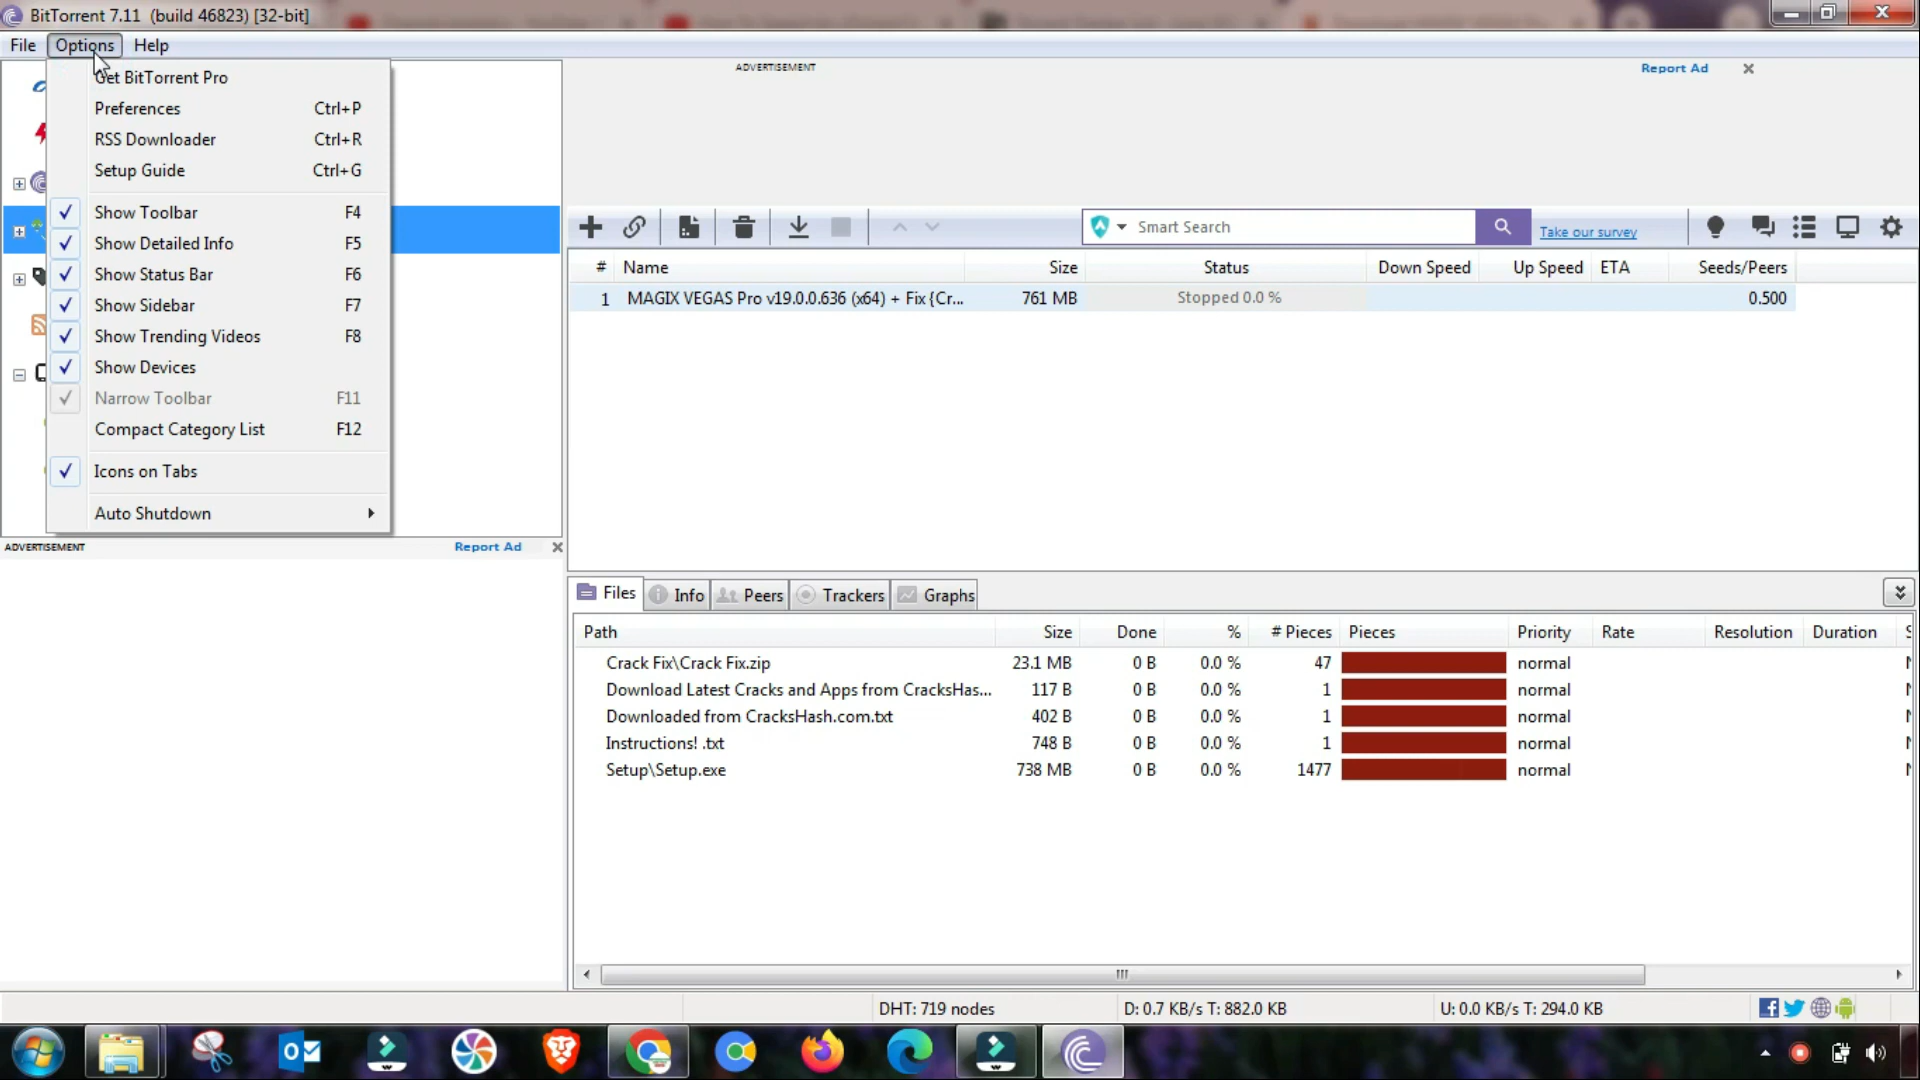 BitTorrent 7.11 (build 46823) [32-bit]
File Options Help
Get BitTorrent Pro
Preferences Ctrl+P
RSS Downloader Ctrl+R
Setup Guide Ctrl+G
Show Toolbar F4
Show Detailed Info F5
Show Status Bar F6
Show Sidebar F7
Show Trending Videos F8
Show Devices
Narrow Toolbar F11
Compact Category List F12
Icons on Tabs
Auto Shutdown
ADVERTISEMENT Report Ad
ADVERTISEMENT Report Ad
Smart Search Take our survey
# Name Size Status Down Speed Up Speed ETA Seeds/Peers
1 MAGIX VEGAS Pro v19.0.0.636 (x64) + Fix {Cr... 761 MB Stopped 0.0 % 0.500
Files Info Peers Trackers Graphs
Path Size Done % # Pieces Pieces Priority Rate Resolution Duration
Crack Fix\Crack Fix.zip 23.1 MB 0 B 0.0 % 47 normal
Download Latest Cracks and Apps from CracksHas... 117 B 0 B 0.0 % 1 normal
Downloaded from CracksHash.com.txt 402 B 0 B 0.0 % 1 normal
Instructions! .txt 748 B 0 B 0.0 % 1 normal
Setup\Setup.exe 738 MB 0 B 0.0 % 1477 normal
DHT: 719 nodes D: 0.7 KB/s T: 882.0 KB U: 0.0 KB/s T: 294.0 KB